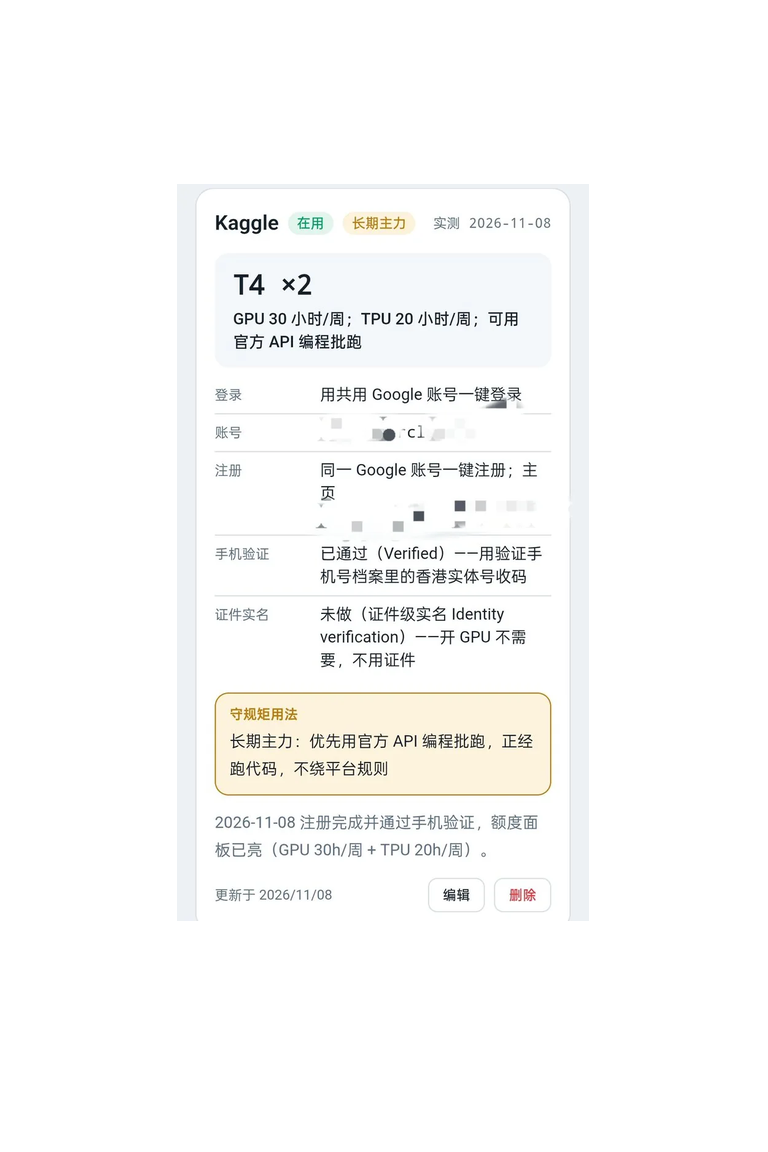 Kaggle 在用 长期主力 实测 2026-11-08
T4 ×2
GPU 30 小时/周；TPU 20 小时/周；可用
官方 API 编程批跑
登录 用共用 Google 账号一键登录
账号
注册 同一 Google 账号一键注册；主
页
手机验证 已通过（Verified）——用验证手
机号档案里的香港实体号收码
证件实名 未做（证件级实名 Identity
verification）——开 GPU 不需
要，不用证件
守规矩用法
长期主力：优先用官方 API 编程批跑，正经
跑代码，不绕平台规则
2026-11-08 注册完成并通过手机验证，额度面
板已亮（GPU 30h/周 + TPU 20h/周）。
更新于 2026/11/08 编辑 删除